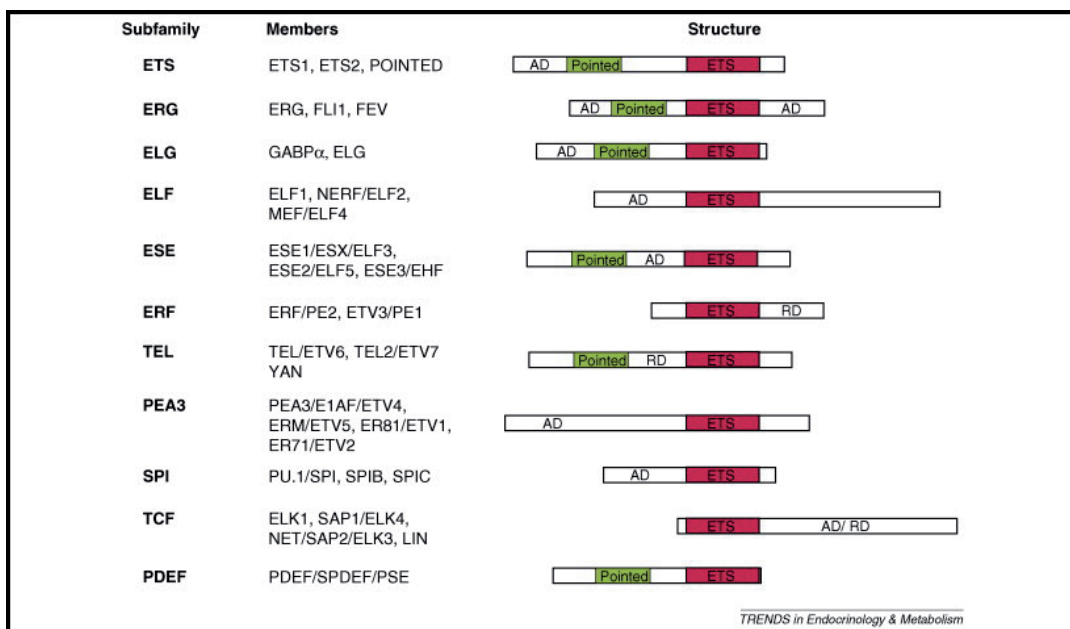 Subfamily Members Structure
ETS ETS1, ETS2, POINTED AD Pointed ETS
ERG ERG, FLI1, FEV AD Pointed ETS AD
ELG GABPα, ELG AD Pointed ETS
ELF ELF1, NERF/ELF2, AD ETS
MEF/ELF4
ESE ESE1/ESX/ELF3, Pointed AD ETS
ESE2/ELF5, ESE3/EHF
ERF ERF/PE2, ETV3/PE1 ETS RD
TEL TEL/ETV6, TEL2/ETV7 Pointed RD ETS
YAN
PEA3 PEA3/E1AF/ETV4, AD ETS
ERM/ETV5, ER81/ETV1,
ER71/ETV2
SPI PU.1/SPI, SPIB, SPIC AD ETS
TCF ELK1, SAP1/ELK4, ETS AD/ RD
NET/SAP2/ELK3, LIN
PDEF PDEF/SPDEF/PSE Pointed ETS
TRENDS in Endocrinology & Metabolism